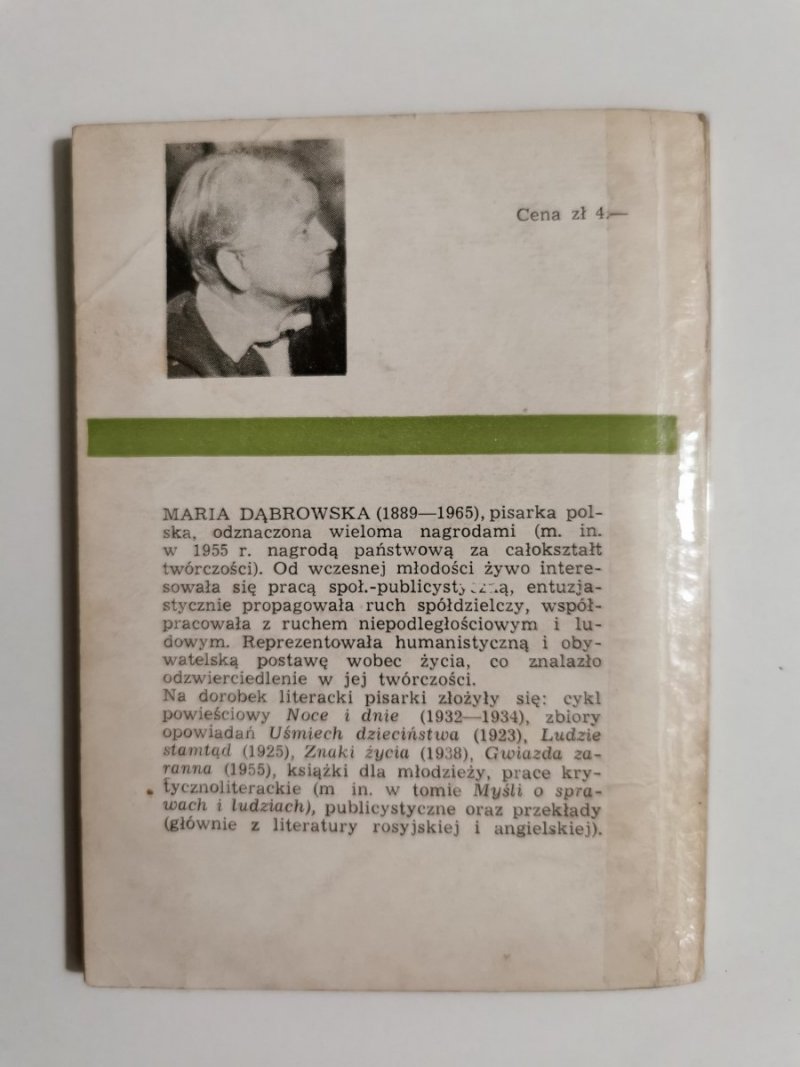 Cena zł 4.—
MARIA DĄBROWSKA (1889—1965), pisarka pol-
ska, odznaczona wieloma nagrodami (m. in.
w 1955 r. nagrodą państwową za całokształt
twórczości). Od wczesnej młodości żywo intere-
sowała się pracą społ.-publicystyczną, entuzja-
stycznie propagowała ruch spółdzielczy, współ-
pracowała z ruchem niepodległościowym i lu-
dowym. Reprezentowała humanistyczną i oby-
watelską postawę wobec życia, co znalazło
odzwierciedlenie w jej twórczości.
Na dorobek literacki pisarki złożyły się: cykl
powieściowy Noce i dnie (1932—1934), zbiory
opowiadań Uśmiech dzieciństwa (1923), Ludzie
stamtąd (1925), Znaki życia (1938), Gwiazda za-
ranna (1955), książki dla młodzieży, prace kry-
tycznoliterackie (m in. w tomie Myśli o spra-
wach i ludziach), publicystyczne oraz przekłady
(głównie z literatury rosyjskiej i angielskiej).